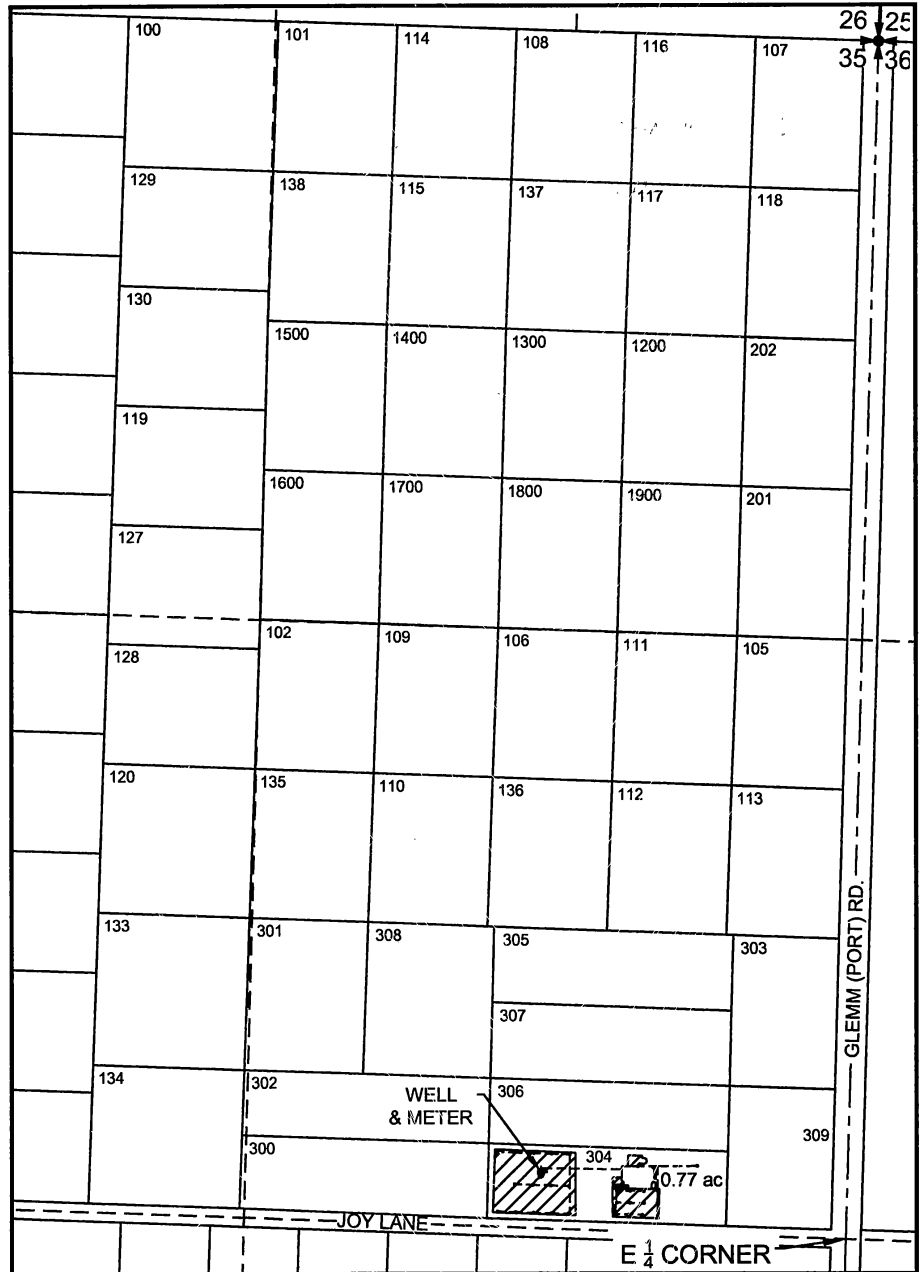 26 25
100 101 114 108 116 107
35 36
129 138 115 137 117 118
130
1500 1400 1300 1200 202
119
1600 1700 1800 1900 201
127
102 109 106 111 105
128
120 135 110 136 112 113
133 301 308 305 303
307
134 302 306
WELL
& METER
309
300 304
0.77 ac
JOY LANE
GLEMM (PORT) RD.
E 1/4 CORNER